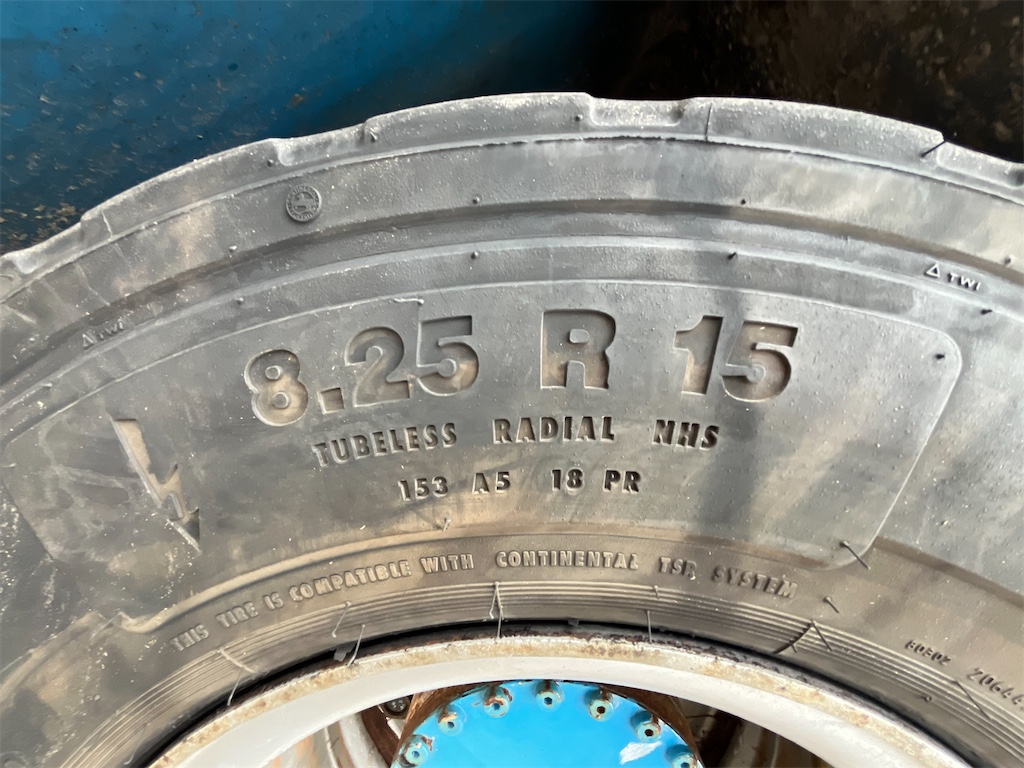 △ TWI
△ TWI
8.25 R 15
TUBELESS RADIAL NHS
153 A5 18 PR
THIS TIRE IS COMPATIBLE WITH CONTINENTAL TSR SYSTEM